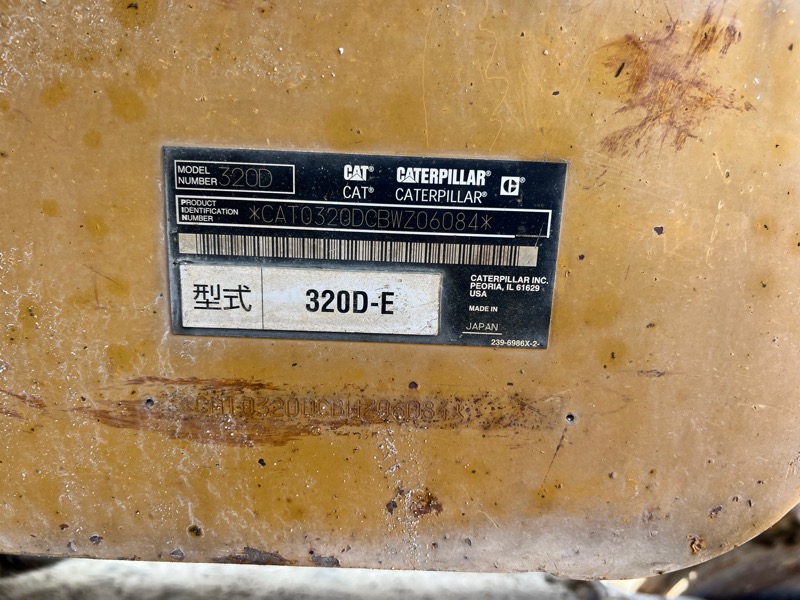 MODEL NUMBER 320D
CAT® CATERPILLAR® C
CAT® CATERPILLAR®
PRODUCT IDENTIFICATION NUMBER *CAT0320DCBWZ06084*
型式 320D-E
CATERPILLAR INC.
PEORIA, IL 61629
USA
MADE IN
JAPAN
239-6986X-2-
*CAT0320DCBWZ06084*